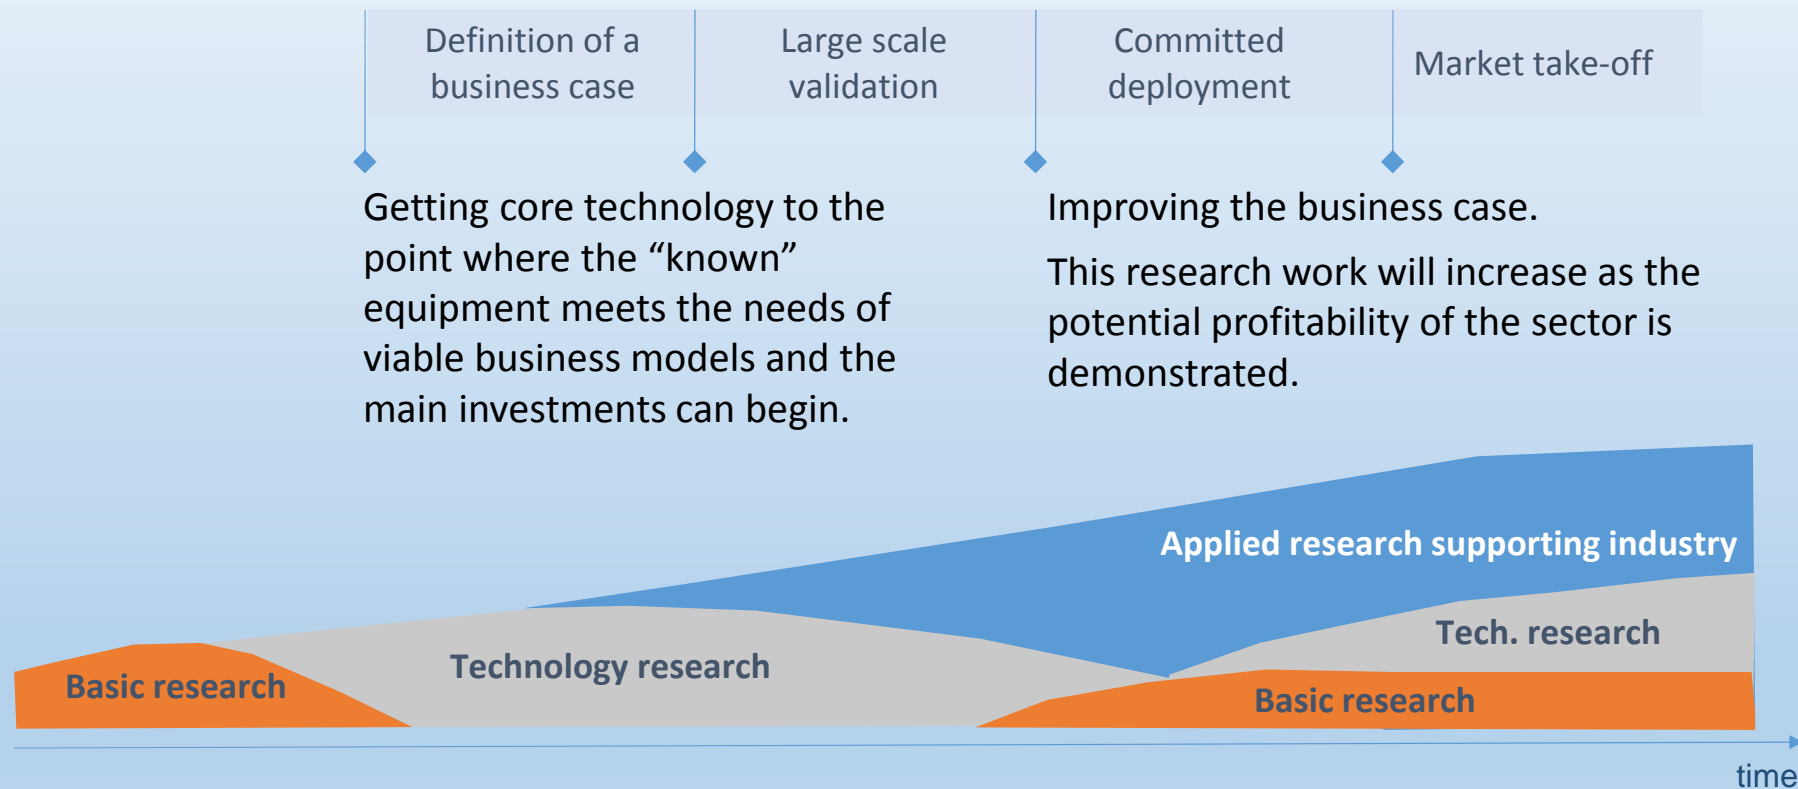 Definition of a
business case
Large scale
validation
Committed
deployment
Market take-off
Getting core technology to the
point where the “known”
equipment meets the needs of
viable business models and the
main investments can begin.
Improving the business case.
This research work will increase as the
potential profitability of the sector is
demonstrated.
Applied research supporting industry
Tech. research
Technology research
Basic research
Basic research
time